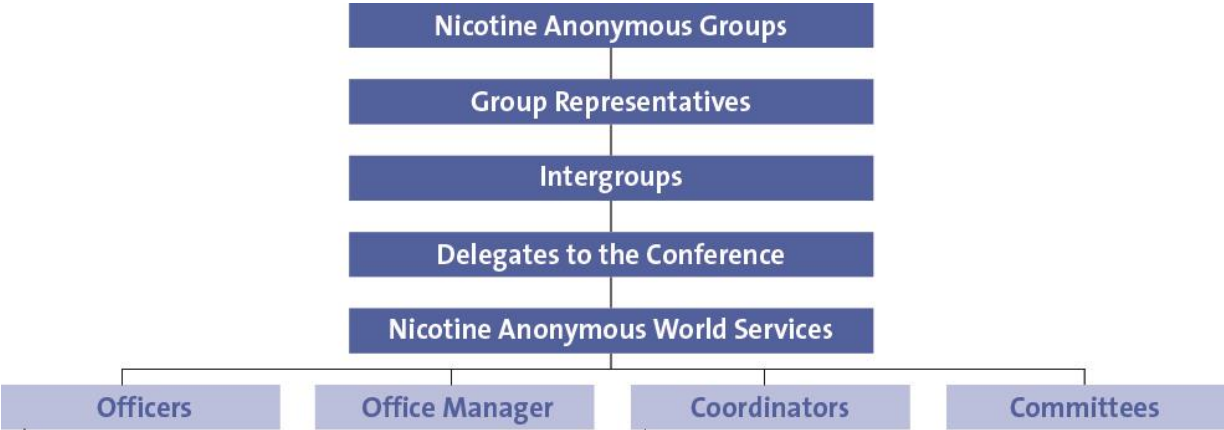 Nicotine Anonymous Groups
Group Representatives
Intergroups
Delegates to the Conference
Nicotine Anonymous World Services
Officers
Office Manager
Coordinators
Committees